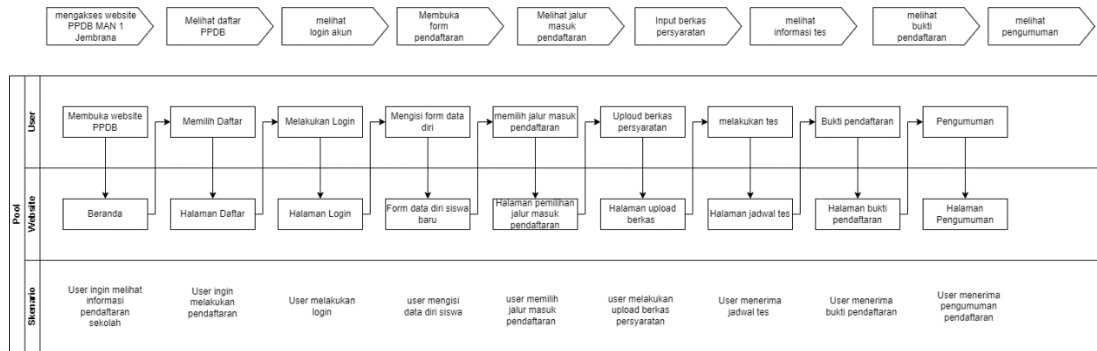 mengakses website
PPDB MAN 1
Jembrana
Melihat daftar
PPDB
melihat
login akun
Membuka
form
pendaftaran
Melihat jalur
masuk
pendaftaran
Input berkas
persyaratan
melihat
informasi tes
melihat
bukti
pendaftaran
melihat
pengumuman
Pool
User
Membuka website
PPDB
Memilih Daftar
Melakukan Login
Mengisi form data
diri
memilih jalur masuk
pendaftaran
Uploud berkas
persyaratan
melakukan tes
Bukti pendaftaran
Pengumuman
Website
Beranda
Halaman Daftar
Halaman Login
Form data diri siswa
baru
Halaman pemilihan
jalur masuk
pendaftaran
Halaman upload
berkas
Halaman jadwal tes
Halaman bukti
pendaftaran
Halaman
Pengumuman
Skenario
User ingin melihat
informasi
pendaftaran
sekolah
User ingin
melakukan
pendaftaran
User melakukan
login
user mengisi
data diri siswa
user memilih
jalur masuk
pendaftaran
user melakukan
upload berkas
persyaratan
User menerima
jadwal tes
User menerima
bukti pendaftaran
User menerima
pengumuman
pendaftaran